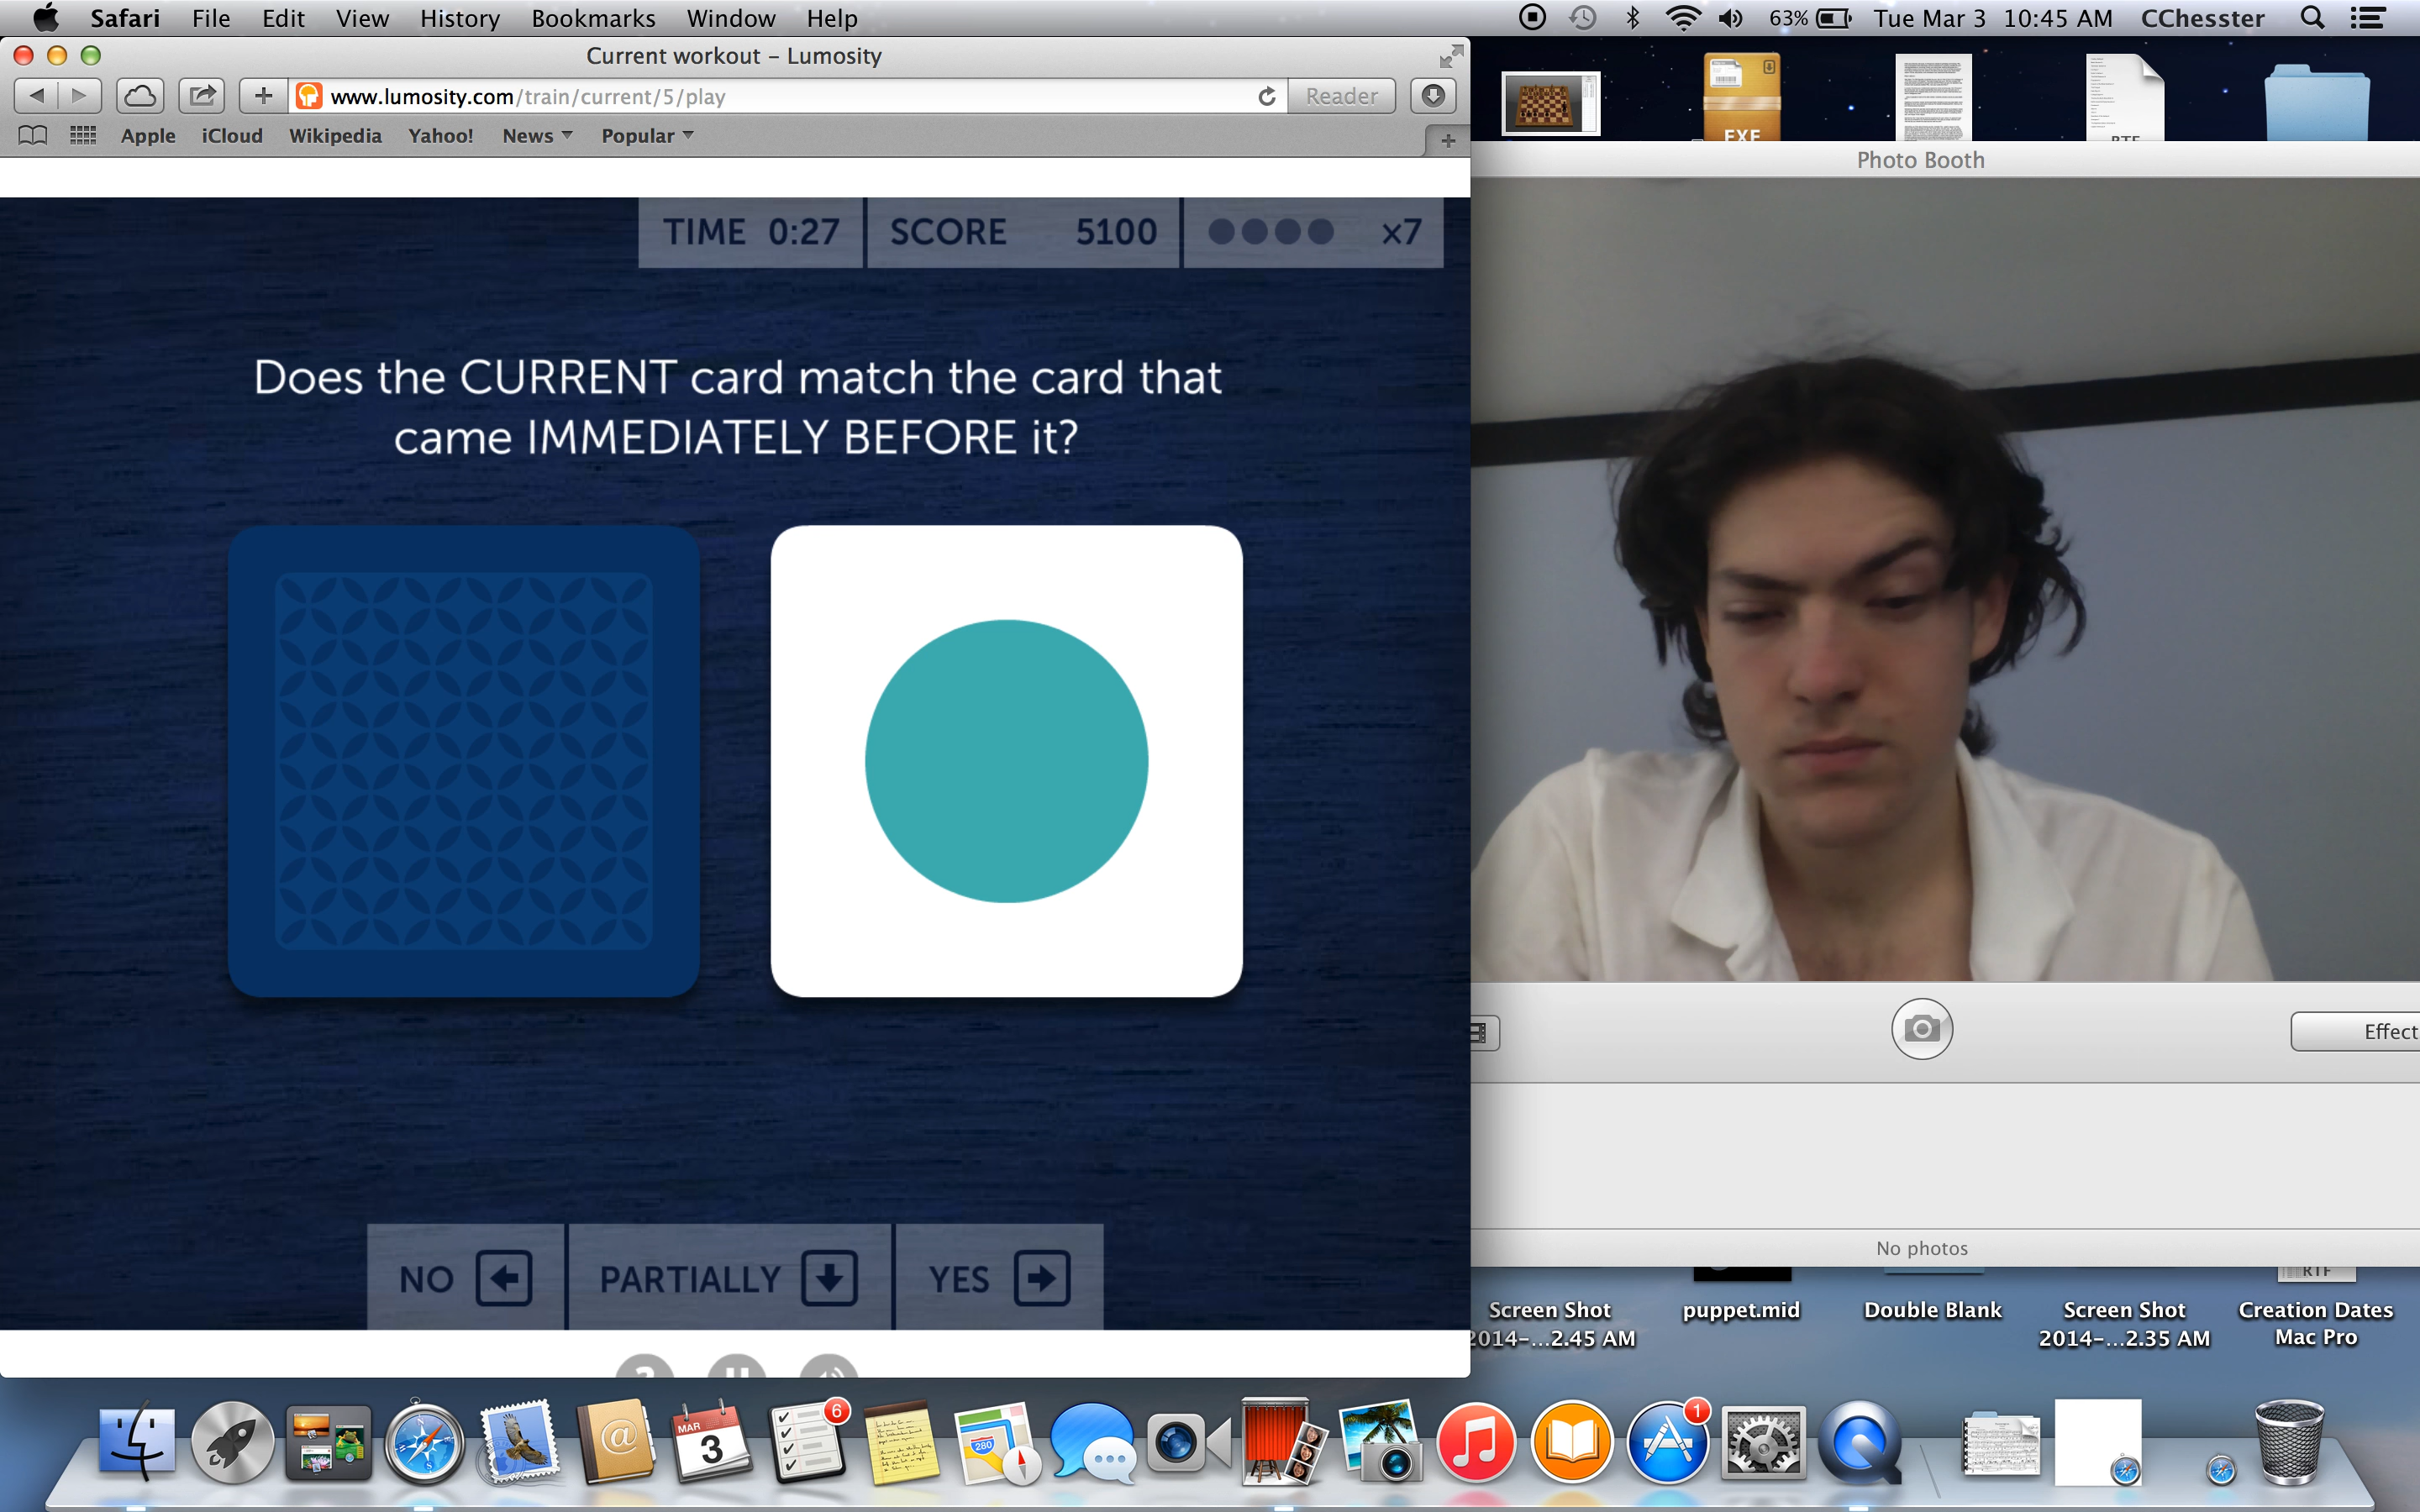 Safari File Edit View History Bookmarks Window Help 63% Tue Mar 3 10:45 AM CChesster
Current workout – Lumosity
www.lumosity.com/train/current/5/play Reader
Apple iCloud Wikipedia Yahoo! News Popular
EXF
RTF
Photo Booth
TIME 0:27 SCORE 5100 x7
Does the CURRENT card match the card that
came IMMEDIATELY BEFORE it?
Effect
NO PARTIALLY YES
No photos
RTF
Screen Shot
2014-...2.45 AM
puppet.mid
Double Blank
Screen Shot
2014-...2.35 AM
Creation Dates
Mac Pro
MAR
3
6
280
1